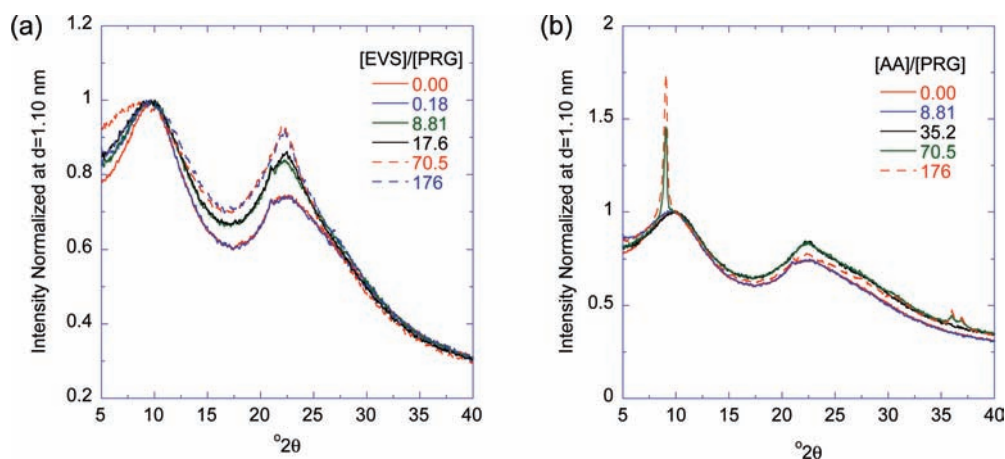 (a)
Intensity Normalized at d=1.10 nm
1.2
1
0.8
0.6
0.4
0.2
[EVS]/[PRG]
0.00
0.18
8.81
17.6
70.5
176
5 10 15 20 25 30 35 40
°2θ
(b)
Intensity Normalized at d=1.10 nm
2
1.5
1
0.5
0
[AA]/[PRG]
0.00
8.81
35.2
70.5
176
5 10 15 20 25 30 35 40
°2θ